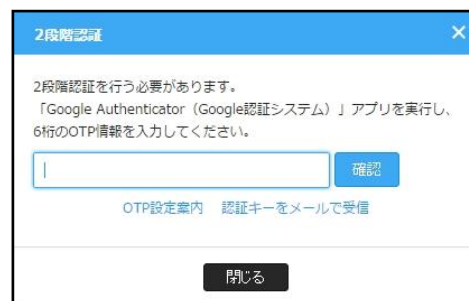 2段階認証
2段階認証を行う必要があります。
「Google Authenticator（Google認証システム）」アプリを実行し、
6桁のOTP情報を入力してください。
確認
OTP設定案内 認証キーをメールで受信
閉じる